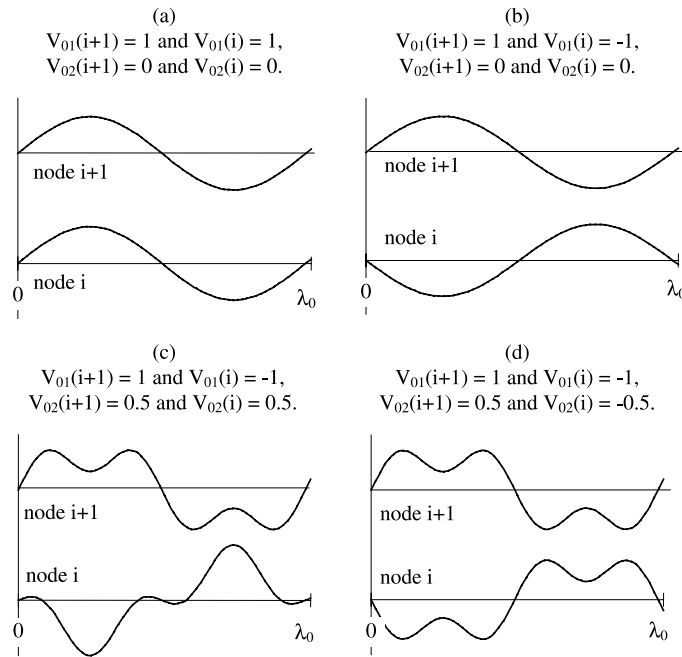 (a)
V₀₁(i+1) = 1 and V₀₁(i) = 1,
V₀₂(i+1) = 0 and V₀₂(i) = 0.
node i+1
node i
0
λ₀
(b)
V₀₁(i+1) = 1 and V₀₁(i) = -1,
V₀₂(i+1) = 0 and V₀₂(i) = 0.
node i+1
node i
0
λ₀
(c)
V₀₁(i+1) = 1 and V₀₁(i) = -1,
V₀₂(i+1) = 0.5 and V₀₂(i) = 0.5.
node i+1
node i
0
λ₀
(d)
V₀₁(i+1) = 1 and V₀₁(i) = -1,
V₀₂(i+1) = 0.5 and V₀₂(i) = -0.5.
node i+1
node i
0
λ₀